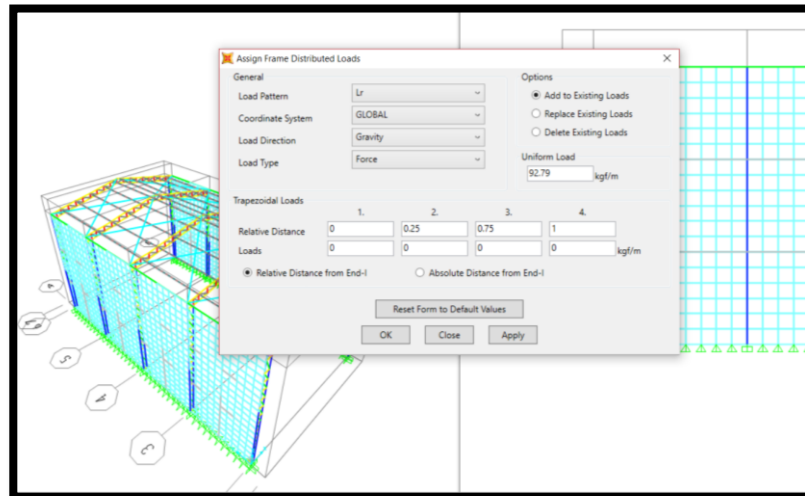 Assign Frame Distributed Loads
General
Load Pattern Lr
Coordinate System GLOBAL
Load Direction Gravity
Load Type Force
Options
Add to Existing Loads
Replace Existing Loads
Delete Existing Loads
Uniform Load
92.79 kgf/m
Trapezoidal Loads
1. 2. 3. 4.
Relative Distance 0 0.25 0.75 1
Loads 0 0 0 0 kgf/m
Relative Distance from End-I Absolute Distance from End-I
Reset Form to Default Values
OK Close Apply
5
4
3